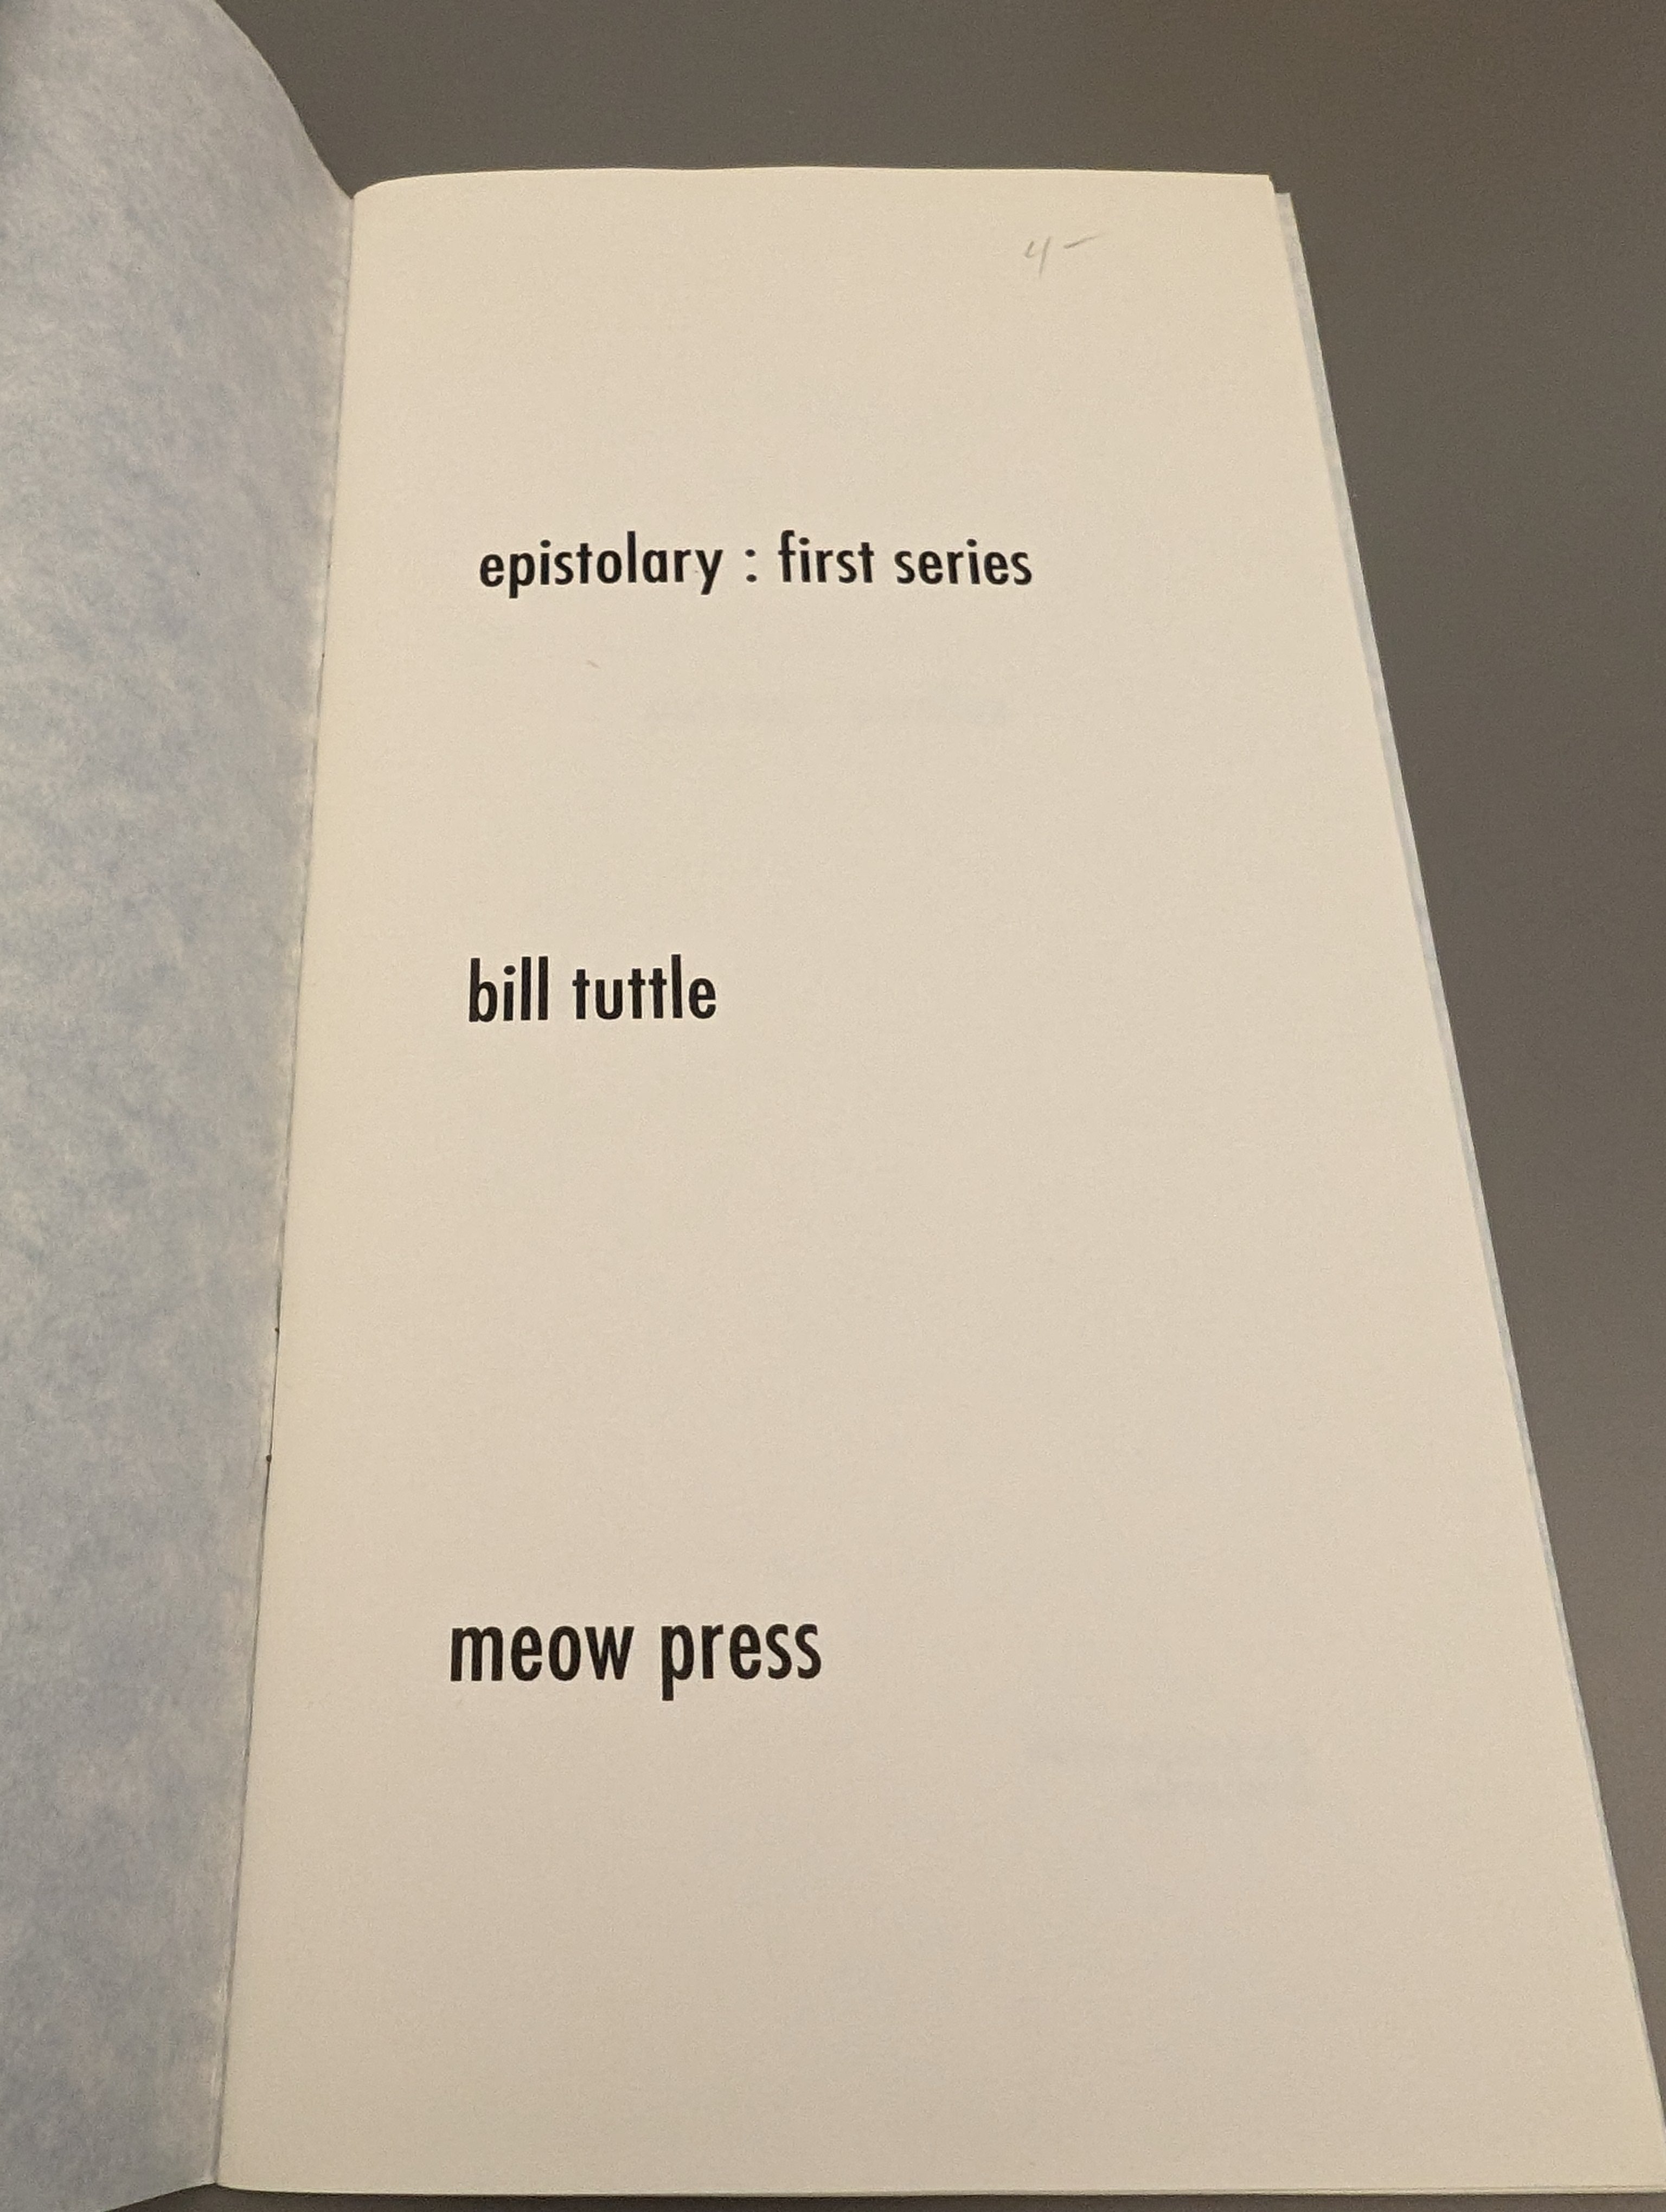 4-
epistolary : first series
bill tuttle
meow press